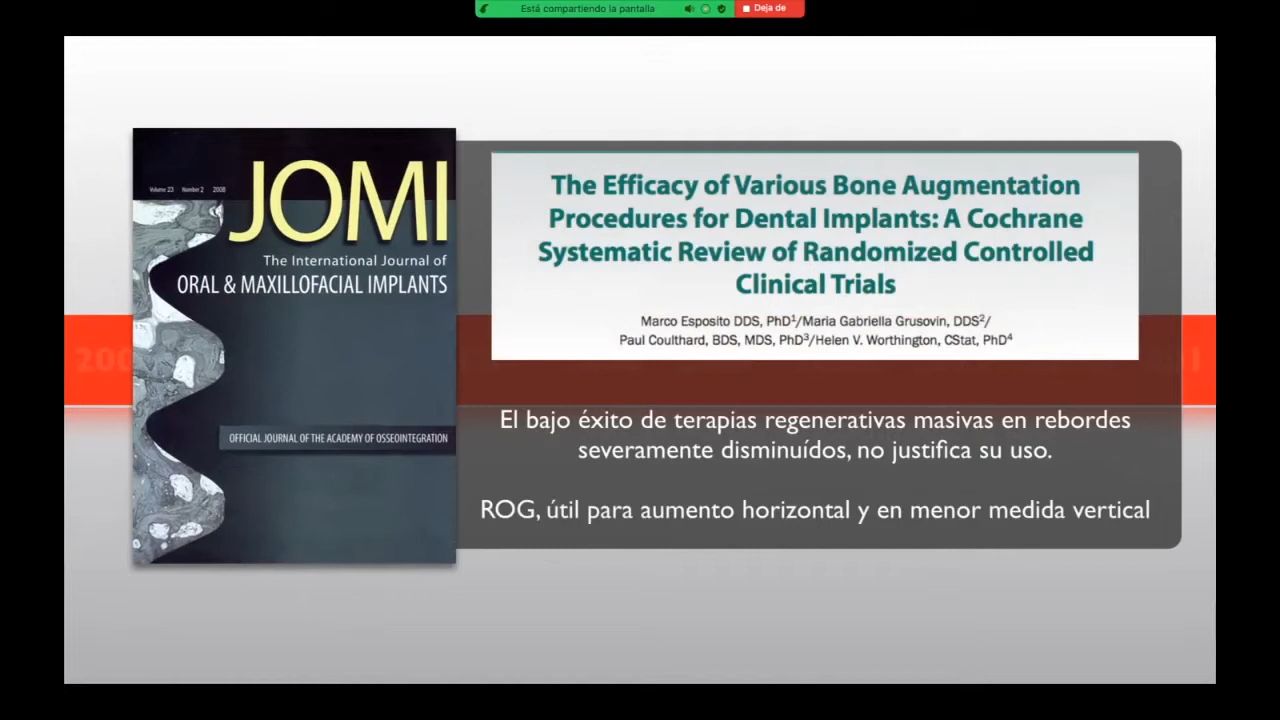 Está compartiendo la pantalla
Deja de
Volume 23 Number 2 2008
JOMI
The International Journal of
ORAL & MAXILLOFACIAL IMPLANTS
OFFICIAL JOURNAL OF THE ACADEMY OF OSSEOINTEGRATION
The Efficacy of Various Bone Augmentation
Procedures for Dental Implants: A Cochrane
Systematic Review of Randomized Controlled
Clinical Trials
Marco Esposito DDS, PhD¹/Maria Gabriella Grusovin, DDS²/
Paul Coulthard, BDS, MDS, PhD³/Helen V. Worthington, CStat, PhD⁴
El bajo éxito de terapias regenerativas masivas en rebordes
severamente disminuídos, no justifica su uso.
ROG, útil para aumento horizontal y en menor medida vertical